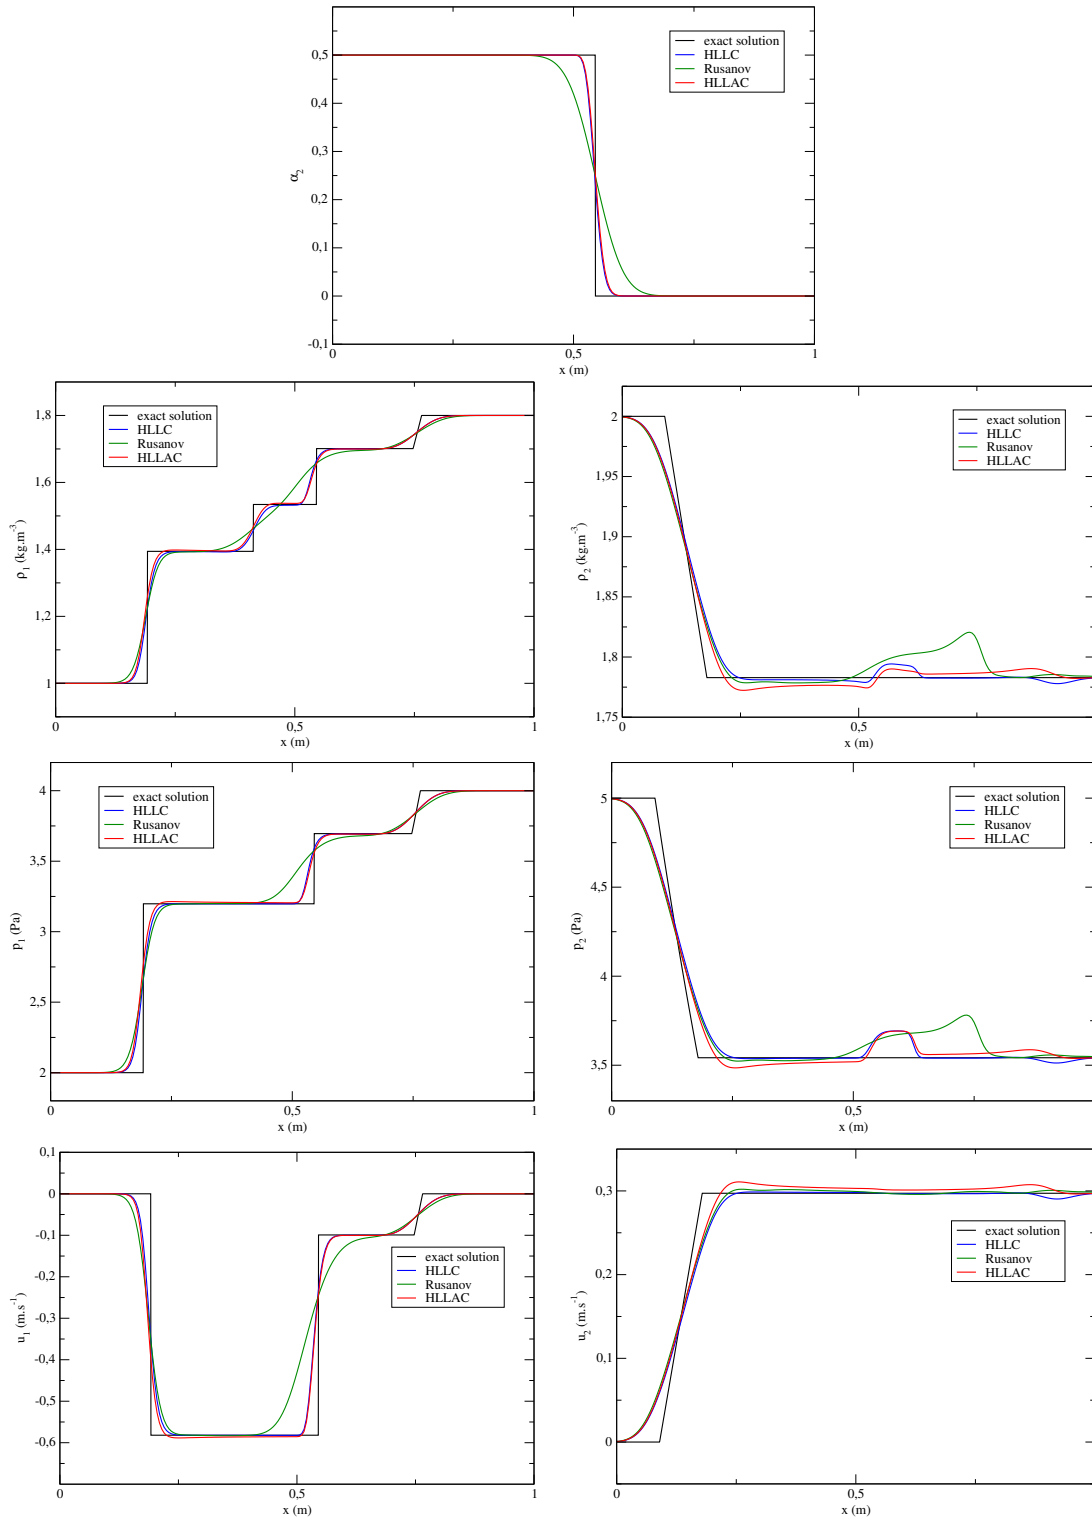 exact solution
HLLC
Rusanov
HLLAC
0,5
0,4
0,3
0,2
0,1
0
-0,1
α₂
0
0,5
1
x (m)
exact solution
HLLC
Rusanov
HLLAC
1,8
1,6
1,4
1,2
1
ρ₁ (kg.m⁻³)
0
0,5
1
x (m)
exact solution
HLLC
Rusanov
HLLAC
2
1,95
1,9
1,85
1,8
1,75
ρ₂ (kg.m⁻³)
0
0,5
x (m)
exact solution
HLLC
Rusanov
HLLAC
4
3,5
3
2,5
2
p₁ (Pa)
0
0,5
1
x (m)
exact solution
HLLC
Rusanov
HLLAC
5
4,5
4
3,5
p₂ (Pa)
0
0,5
x (m)
0,1
0
-0,1
-0,2
-0,3
-0,4
-0,5
-0,6
u₁ (m.s⁻¹)
exact solution
HLLC
Rusanov
HLLAC
0
0,5
1
x (m)
0,3
0,2
0,1
0
u₂ (m.s⁻¹)
exact solution
HLLC
Rusanov
HLLAC
0
0,5
x (m)